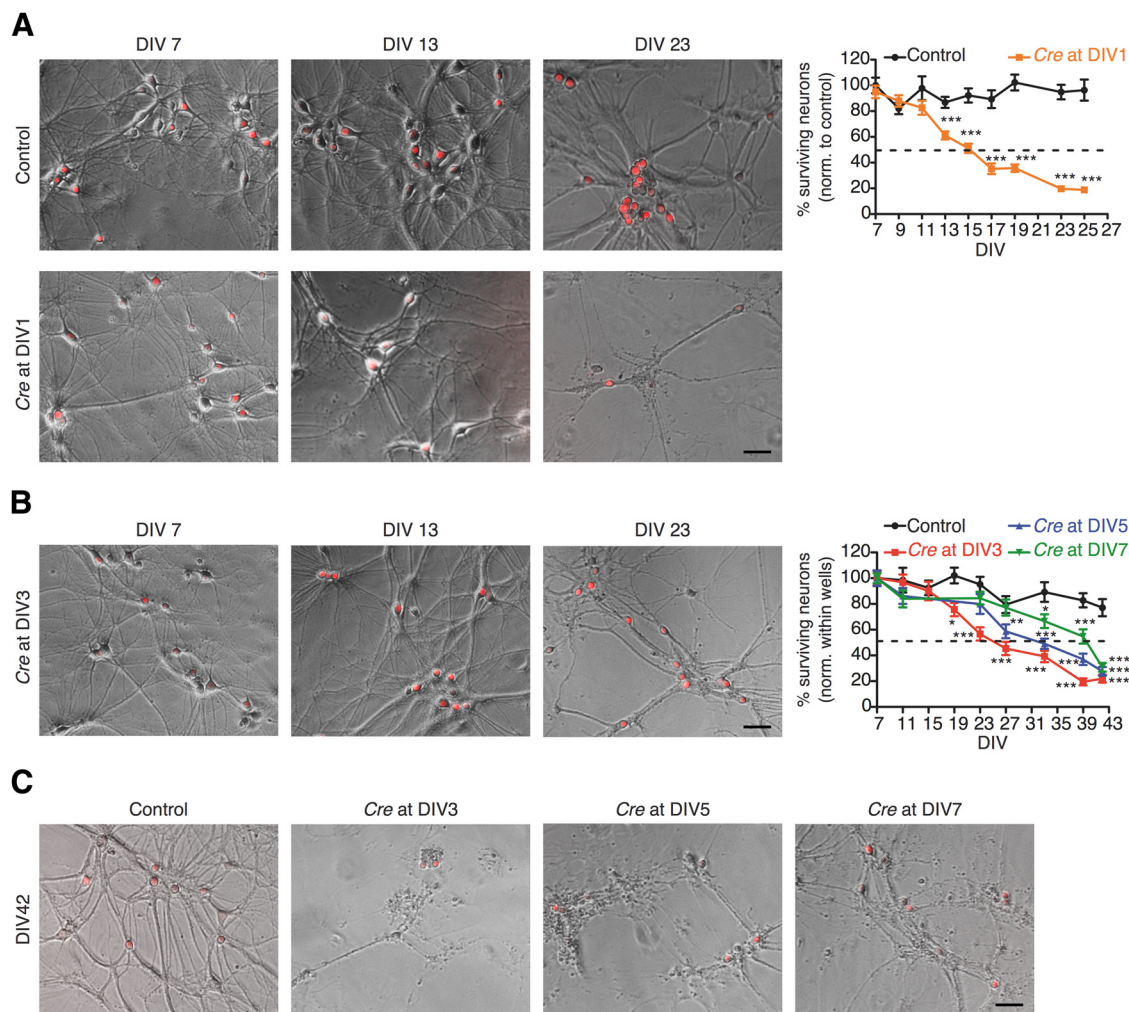 A
DIV 7
DIV 13
DIV 23
Control
Cre at DIV1
Control
Cre at DIV1
% surviving neurons
(norm. to control)
120
100
80
60
40
20
0
***
***
***
***
***
***
7 9 11 13 15 17 19 21 23 25 27
DIV
B
DIV 7
DIV 13
DIV 23
Cre at DIV3
Control
Cre at DIV5
Cre at DIV3
Cre at DIV7
% surviving neurons
(norm. within wells)
120
100
80
60
40
20
0
*
***
**
***
*
***
***
***
***
***
***
***
***
7 11 15 19 23 27 31 35 39 43
DIV
C
Control
Cre at DIV3
Cre at DIV5
Cre at DIV7
DIV42